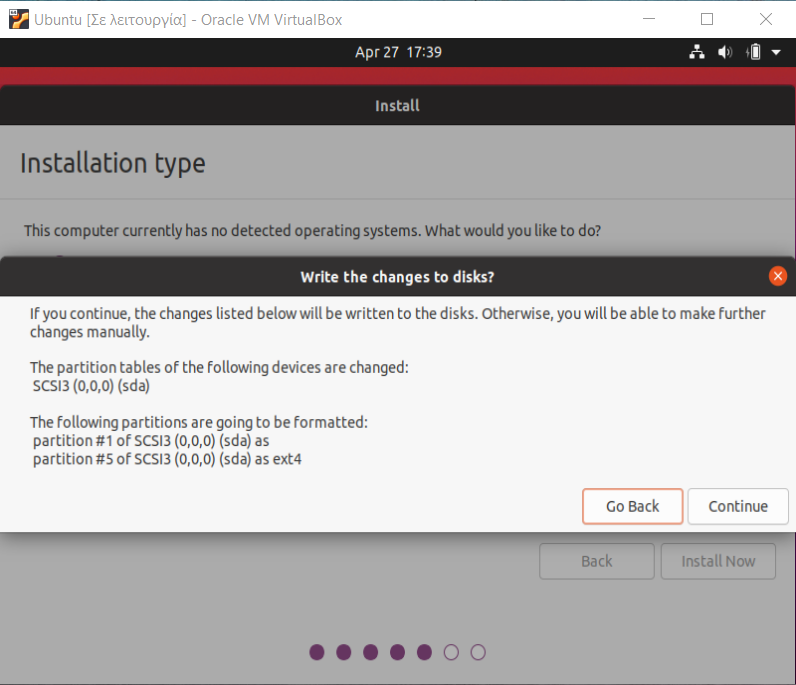 Ubuntu [Σε λειτουργία] - Oracle VM VirtualBox
Apr 27 17:39
Install
Installation type
This computer currently has no detected operating systems. What would you like to do?
Write the changes to disks?
If you continue, the changes listed below will be written to the disks. Otherwise, you will be able to make further
changes manually.
The partition tables of the following devices are changed:
SCSI3 (0,0,0) (sda)
The following partitions are going to be formatted:
partition #1 of SCSI3 (0,0,0) (sda) as
partition #5 of SCSI3 (0,0,0) (sda) as ext4
Go Back
Continue
Back
Install Now